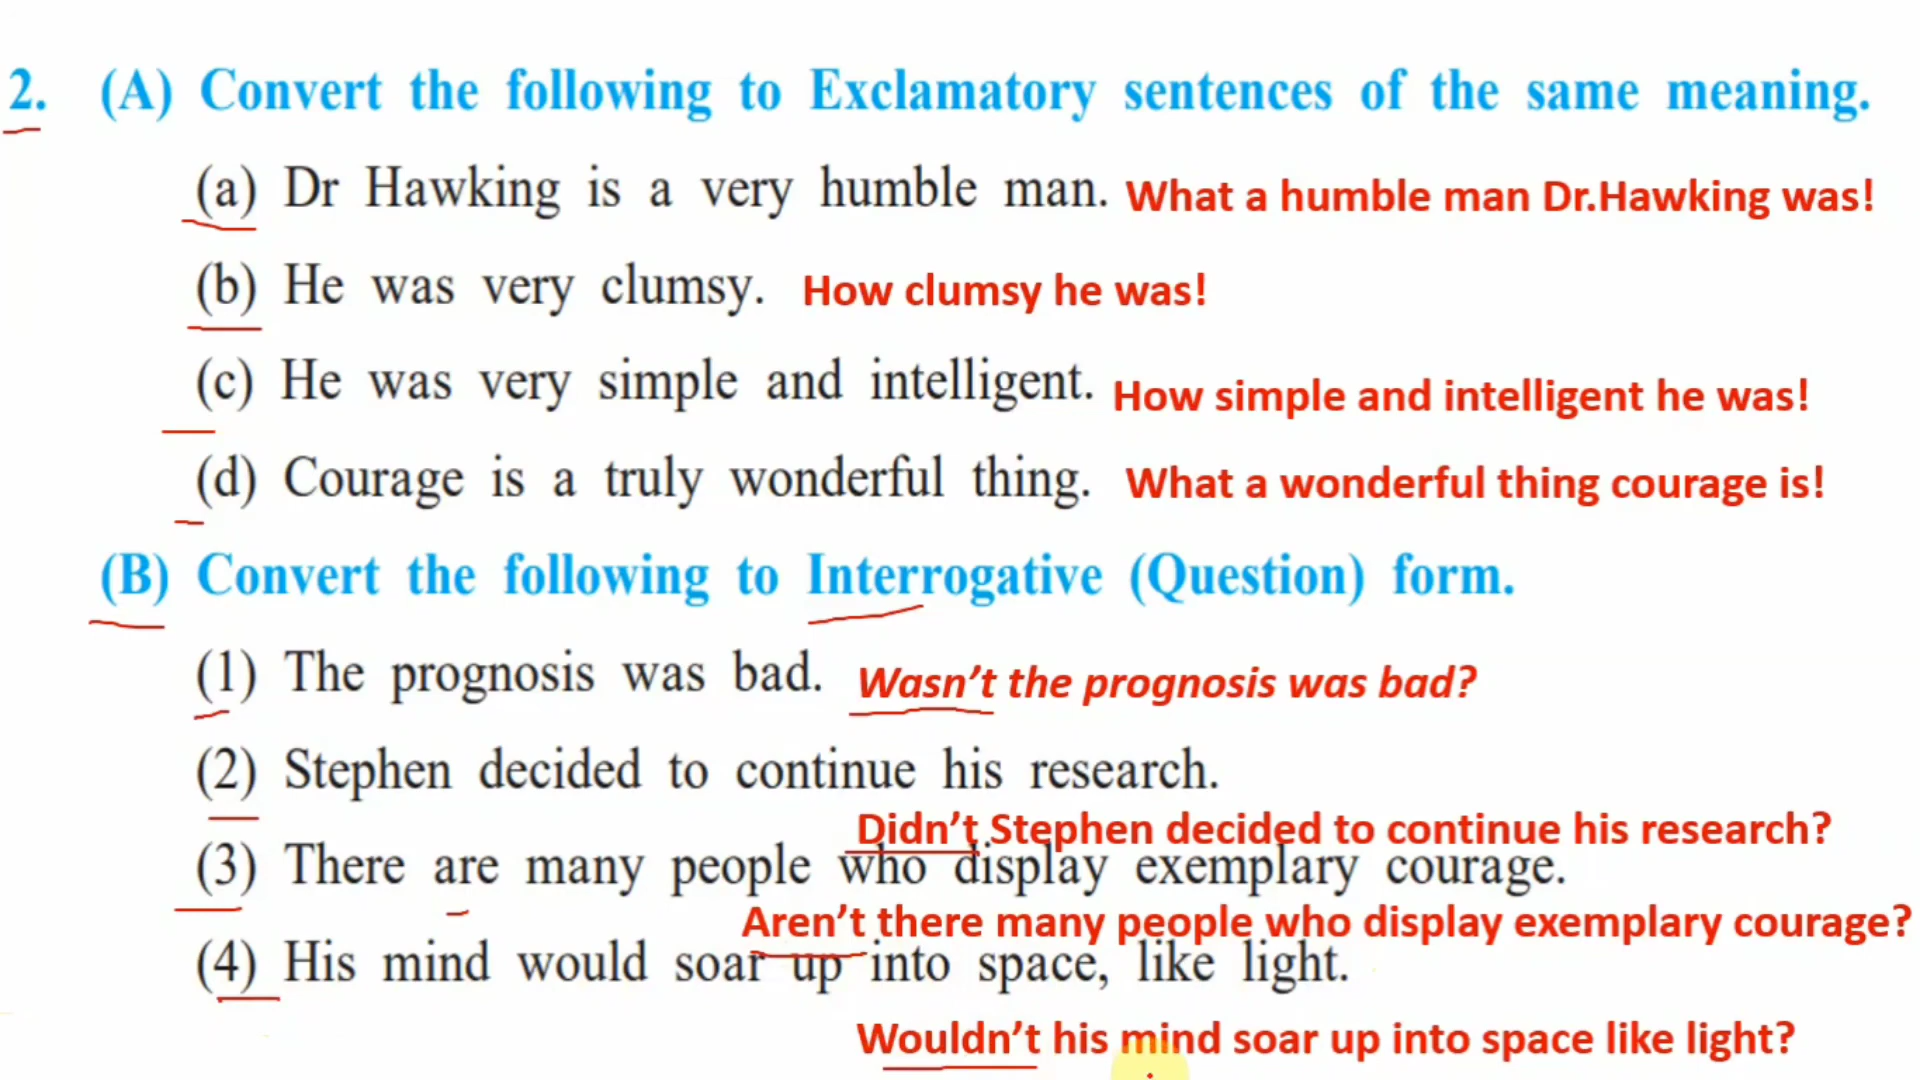 2. (A) Convert the following to Exclamatory sentences of the same meaning.
(a) Dr Hawking is a very humble man. What a humble man Dr.Hawking was!
(b) He was very clumsy. How clumsy he was!
(c) He was very simple and intelligent. How simple and intelligent he was!
(d) Courage is a truly wonderful thing. What a wonderful thing courage is!
(B) Convert the following to Interrogative (Question) form.
(1) The prognosis was bad. Wasn't the prognosis was bad?
(2) Stephen decided to continue his research.
Didn't Stephen decided to continue his research?
(3) There are many people who display exemplary courage.
Aren't there many people who display exemplary courage?
(4) His mind would soar up into space, like light.
Wouldn't his mind soar up into space like light?